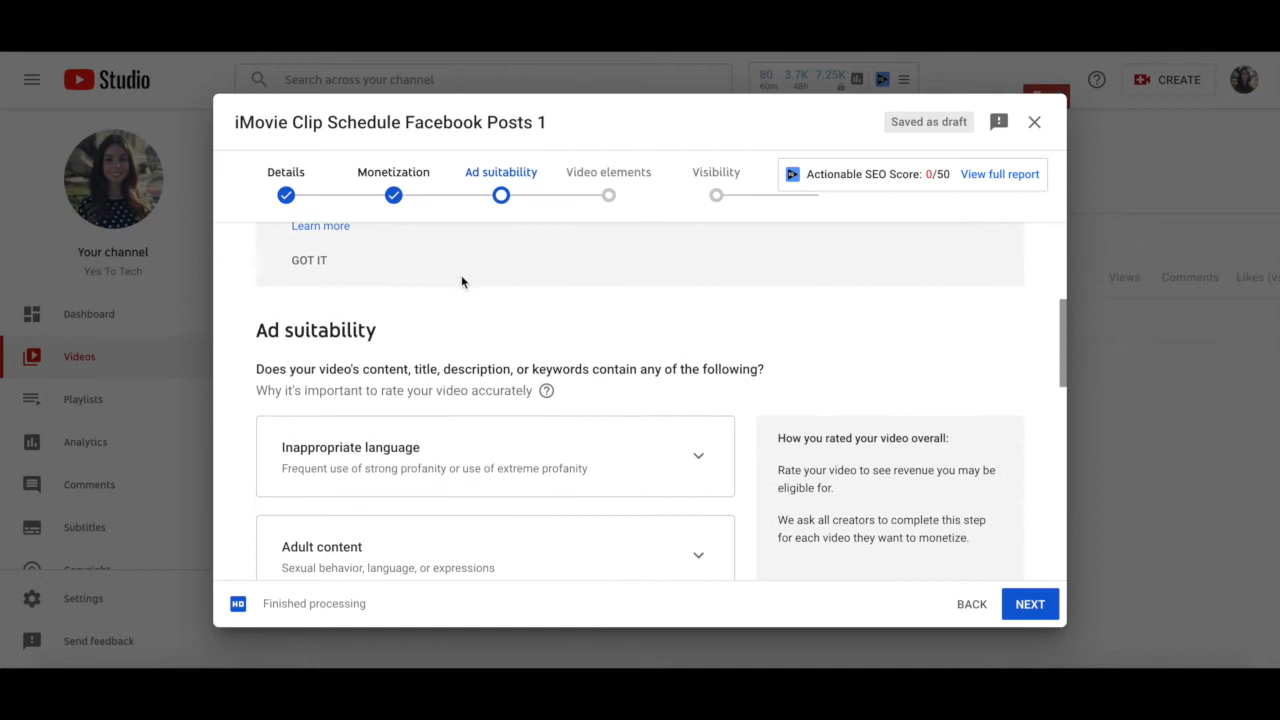 Studio
Search across your channel
80 3.7K 7.25K
60m 48h
CREATE
iMovie Clip Schedule Facebook Posts 1
Saved as draft
Details
Monetization
Ad suitability
Video elements
Visibility
Actionable SEO Score: 0/50 View full report
Your channel
Yes To Tech
Dashboard
Videos
Playlists
Analytics
Comments
Subtitles
Copyright
Settings
Send feedback
Learn more
GOT IT
Ad suitability
Does your video's content, title, description, or keywords contain any of the following?
Why it's important to rate your video accurately
Inappropriate language
Frequent use of strong profanity or use of extreme profanity
Adult content
Sexual behavior, language, or expressions
How you rated your video overall:
Rate your video to see revenue you may be
eligible for.
We ask all creators to complete this step
for each video they want to monetize.
Views
Comments
Likes
HD
Finished processing
BACK
NEXT